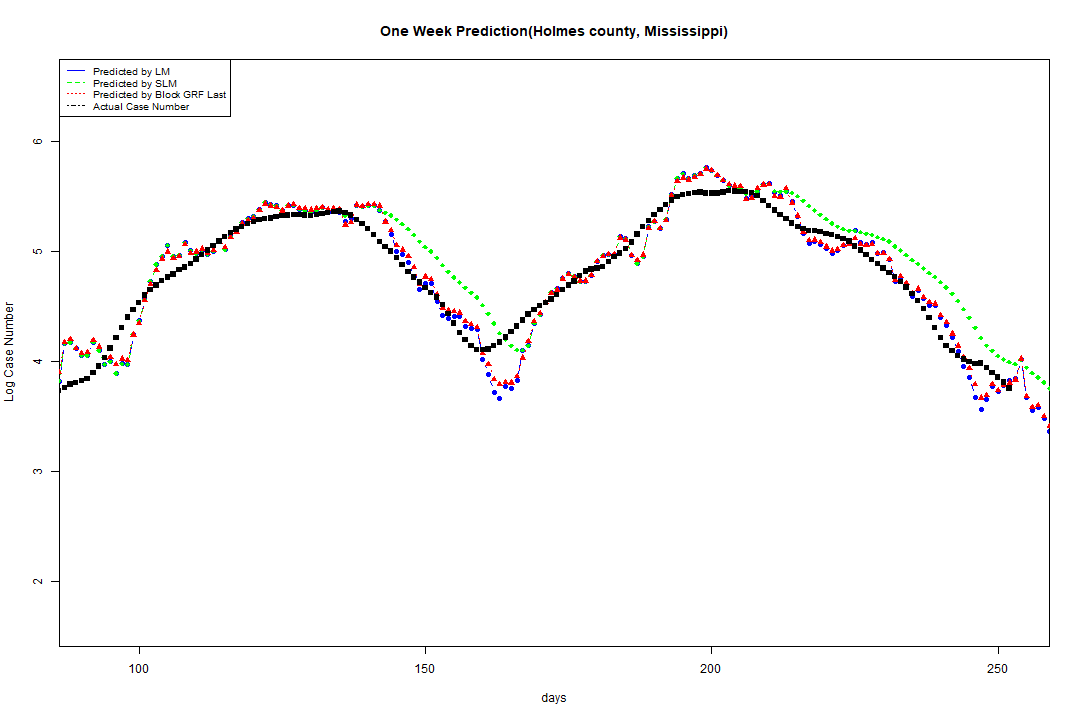 One Week Prediction(Holmes county, Mississippi)
Predicted by LM
Predicted by SLM
Predicted by Block GRF Last
Actual Case Number
6
5
4
3
2
Log Case Number
100 150 200 250
days